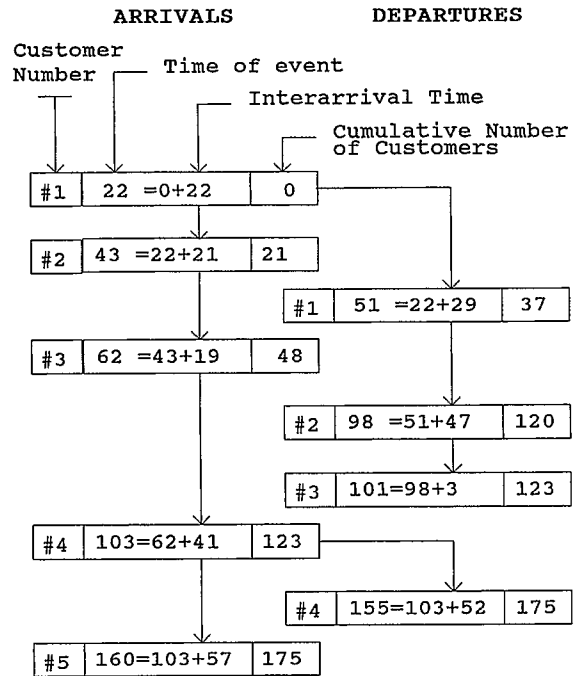 ARRIVALS DEPARTURES
Customer
Number
Time of event
Interarrival Time
Cumulative Number
of Customers
#1 22 =0+22 0
#2 43 =22+21 21
#1 51 =22+29 37
#3 62 =43+19 48
#2 98 =51+47 120
#3 101=98+3 123
#4 103=62+41 123
#4 155=103+52 175
#5 160=103+57 175